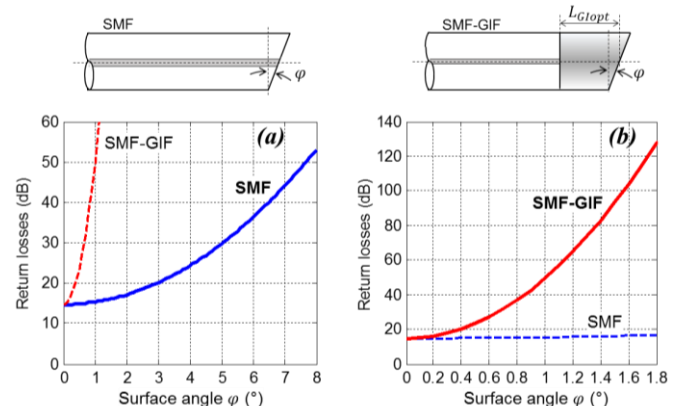 SMF
φ
SMF-GIF
L_GIopt
φ
(a)
SMF-GIF
SMF
Return losses (dB)
60
50
40
30
20
10
0
0 1 2 3 4 5 6 7 8
Surface angle φ (°)
(b)
SMF-GIF
SMF
Return losses (dB)
140
120
100
80
60
40
20
0
0 0.2 0.4 0.6 0.8 1 1.2 1.4 1.6 1.8
Surface angle φ (°)